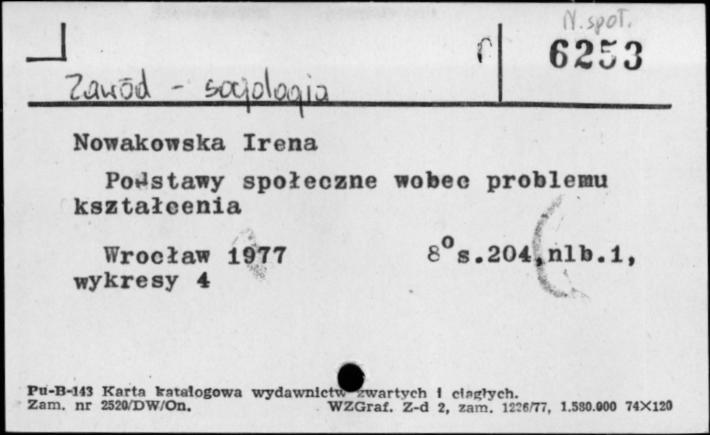 N. społ.
6253
Zawód - socjologia
Nowakowska Irena
Podstawy społeczne wobec problemu
kształcenia
Wrocław 1977 8° s.204, nlb.1,
wykresy 4
Pu-B-143 Karta katalogowa wydawnictw zwartych i ciągłych.
Zam. nr 2520/DW/On. WZGraf. Z-d 2, zam. 1226/77, 1.580.000 74×120